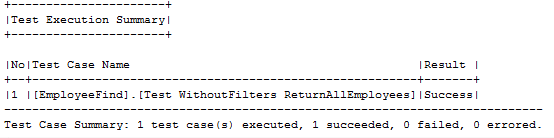 +----------------------+
|Test Execution Summary|
+----------------------+
|No|Test Case Name                                         |Result |
+--+-------------------------------------------------------+-------+
|1 |[EmployeeFind].[Test WithoutFilters ReturnAllEmployees]|Success|
-----------------------------------------------------------------------------
Test Case Summary: 1 test case(s) executed, 1 succeeded, 0 failed, 0 errored.